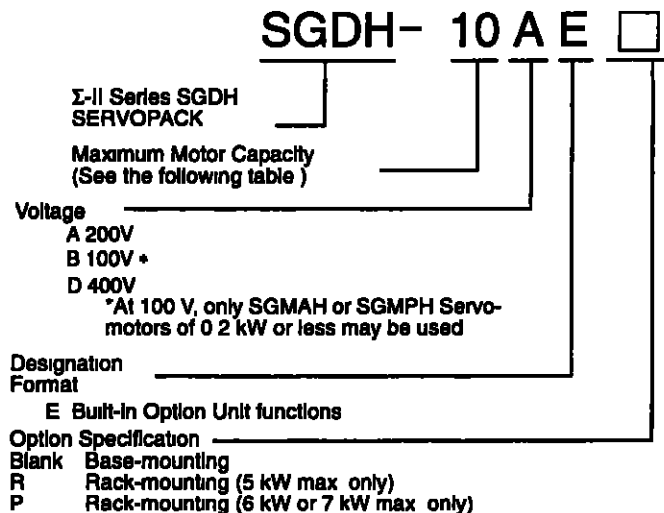 SGDH- 10 A E □
Σ-II Series SGDH
SERVOPACK
Maximum Motor Capacity
(See the following table )
Voltage
A 200V
B 100V *
D 400V
*At 100 V, only SGMAH or SGMPH Servo-
motors of 0 2 kW or less may be used
Designation
Format
E Built-in Option Unit functions
Option Specification
Blank Base-mounting
R Rack-mounting (5 kW max only)
P Rack-mounting (6 kW or 7 kW max only)